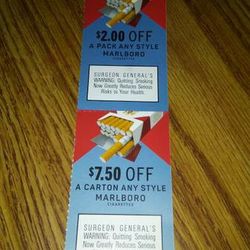 $2.00 OFF
A PACK ANY STYLE
MARLBORO
CIGARETTES
SURGEON GENERAL'S
WARNING: Quitting Smoking
Now Greatly Reduces Serious
Risks to Your Health.
$7.50 OFF
A CARTON ANY STYLE
MARLBORO
CIGARETTES
SURGEON GENERAL'S
WARNING: Quitting Smoking
Now Greatly Reduces Serious